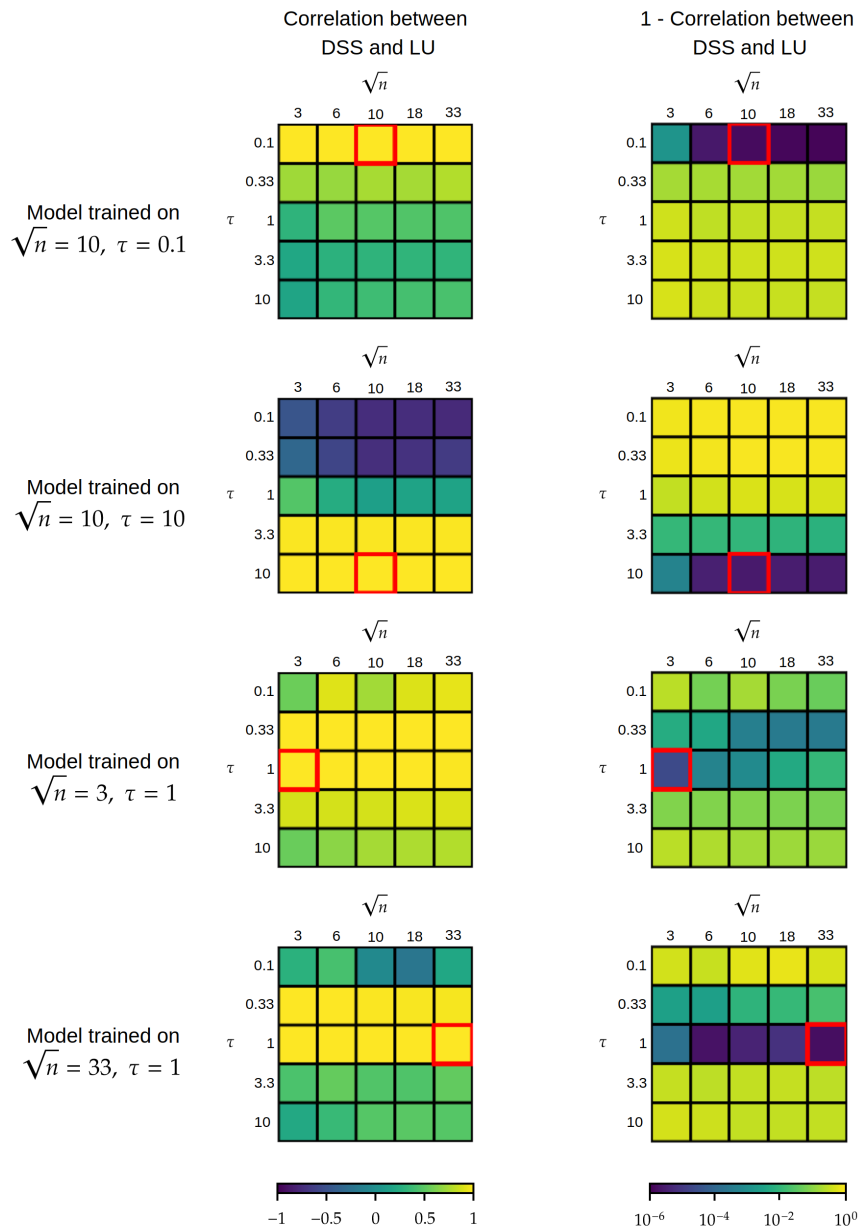 Correlation between
DSS and LU
1 - Correlation between
DSS and LU
√n
√n
3 6 10 18 33
3 6 10 18 33
0.1
0.1
0.33
0.33
Model trained on
√n = 10, τ = 0.1
τ 1
τ 1
3.3
3.3
10
10
√n
√n
3 6 10 18 33
3 6 10 18 33
0.1
0.1
0.33
0.33
Model trained on
√n = 10, τ = 10
τ 1
τ 1
3.3
3.3
10
10
√n
√n
3 6 10 18 33
3 6 10 18 33
0.1
0.1
0.33
0.33
Model trained on
√n = 3, τ = 1
τ 1
τ 1
3.3
3.3
10
10
√n
√n
3 6 10 18 33
3 6 10 18 33
0.1
0.1
0.33
0.33
Model trained on
√n = 33, τ = 1
τ 1
τ 1
3.3
3.3
10
10
−1 −0.5 0 0.5 1
10⁻⁶ 10⁻⁴ 10⁻² 10⁰